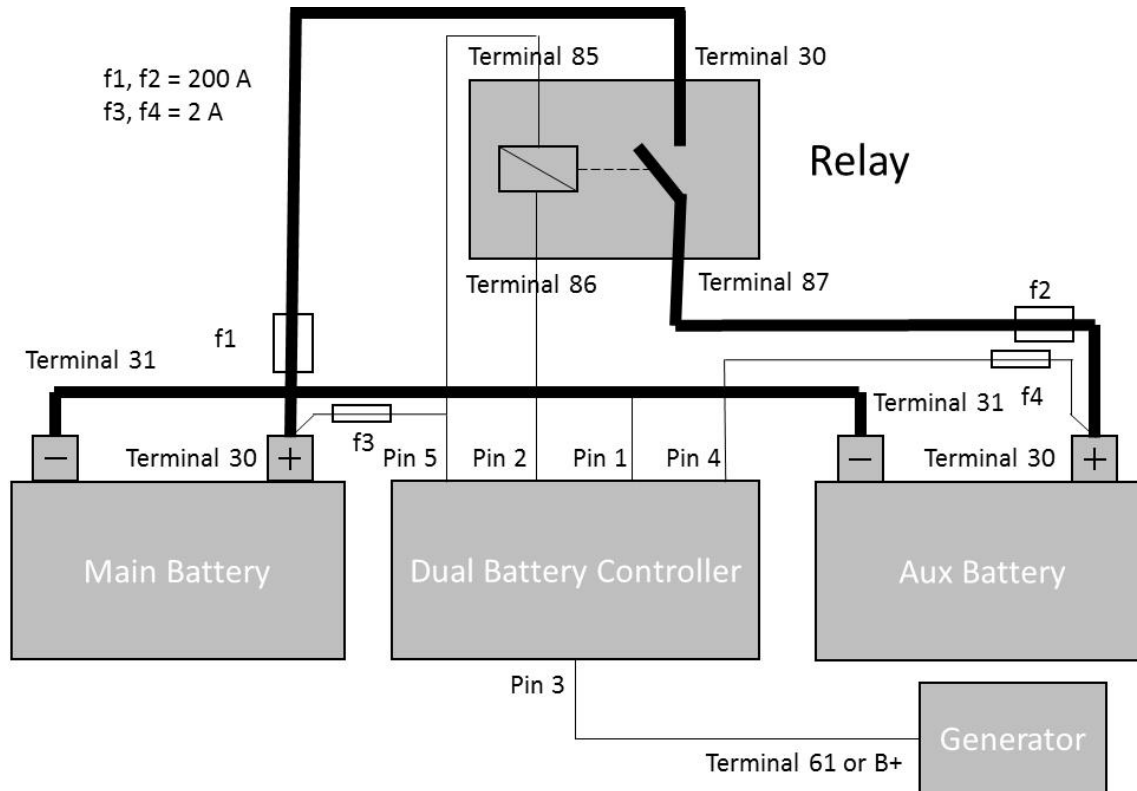 Terminal 85
Terminal 30
f1, f2 = 200 A
f3, f4 = 2 A
Relay
Terminal 86
Terminal 87
f2
f1
Terminal 31
f4
Terminal 31
f3
−
Terminal 30
+
Pin 5
Pin 2
Pin 1
Pin 4
−
Terminal 30
+
Main Battery
Dual Battery Controller
Aux Battery
Pin 3
Generator
Terminal 61 or B+